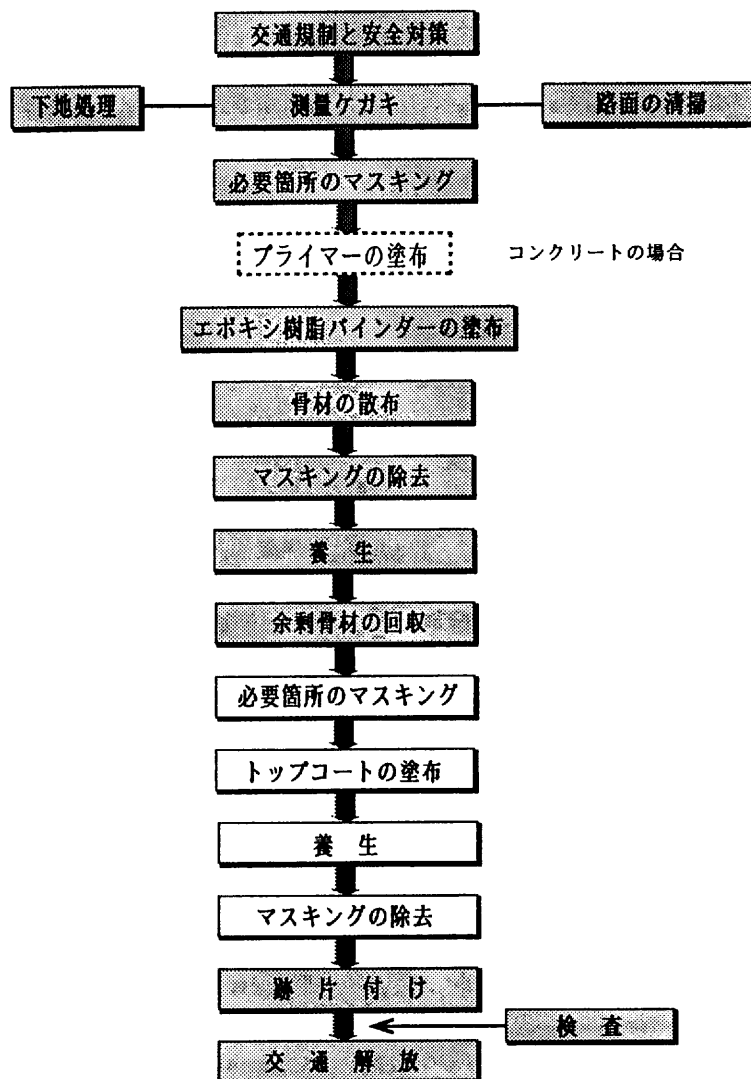 交通規制と安全対策
下地処理
測量ケガキ
路面の清掃
必要箇所のマスキング
プライマーの塗布
コンクリートの場合
エポキシ樹脂バインダーの塗布
骨材の散布
マスキングの除去
養 生
余剰骨材の回収
必要箇所のマスキング
トップコートの塗布
養 生
マスキングの除去
跡 片 付 け
検 査
交 通 解 放